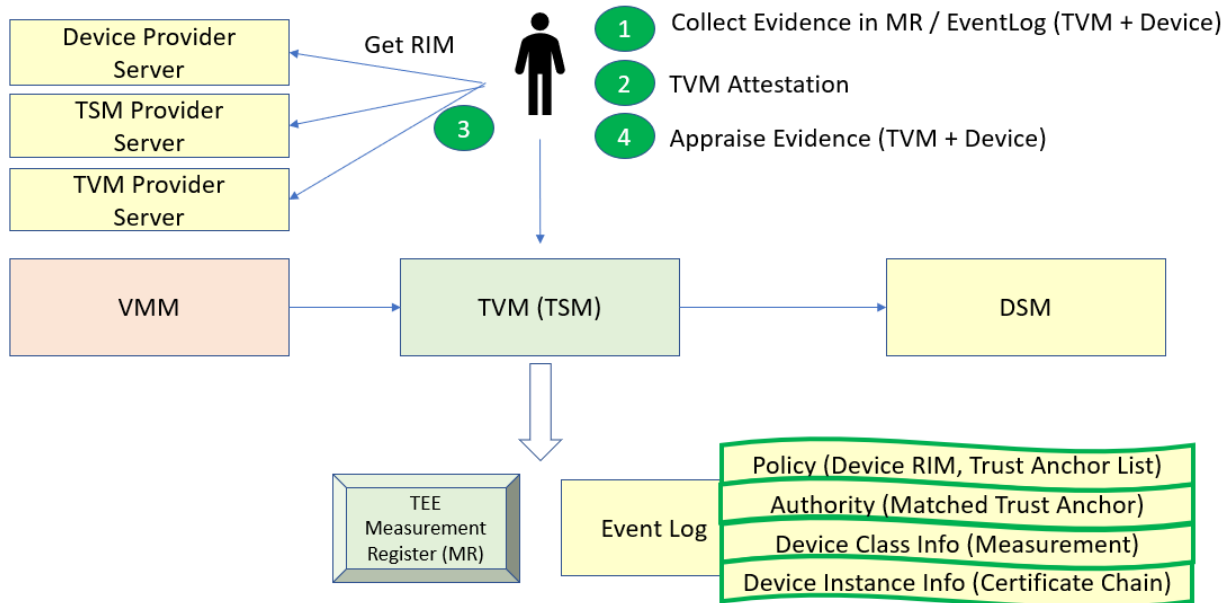 Device Provider
Server
Get RIM
1
Collect Evidence in MR / EventLog (TVM + Device)
2
TVM Attestation
TSM Provider
Server
3
4
Appraise Evidence (TVM + Device)
TVM Provider
Server
VMM
TVM (TSM)
DSM
TEE
Measurement
Register (MR)
Event Log
Policy (Device RIM, Trust Anchor List)
Authority (Matched Trust Anchor)
Device Class Info (Measurement)
Device Instance Info (Certificate Chain)